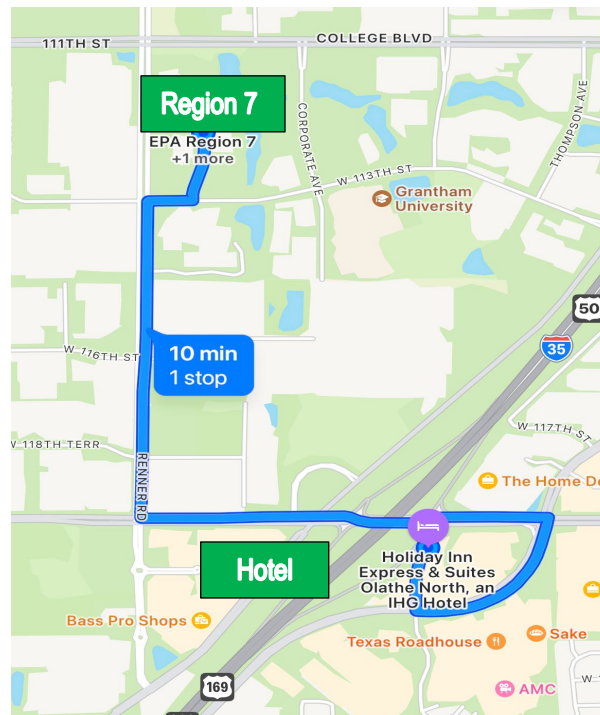 111TH ST
COLLEGE BLVD
Region 7
EPA Region 7
+1 more
CORPORATE AVE
THOMPSON AVE
W 113TH ST
Grantham
University
50
35
10 min
1 stop
W 116TH ST
W 117TH ST
W 118TH TERR
RENNER RD
The Home De
Hotel
Holiday Inn
Express & Suites
Olathe North, an
IHG Hotel
Bass Pro Shops
Texas Roadhouse
Sake
169
AMC
W